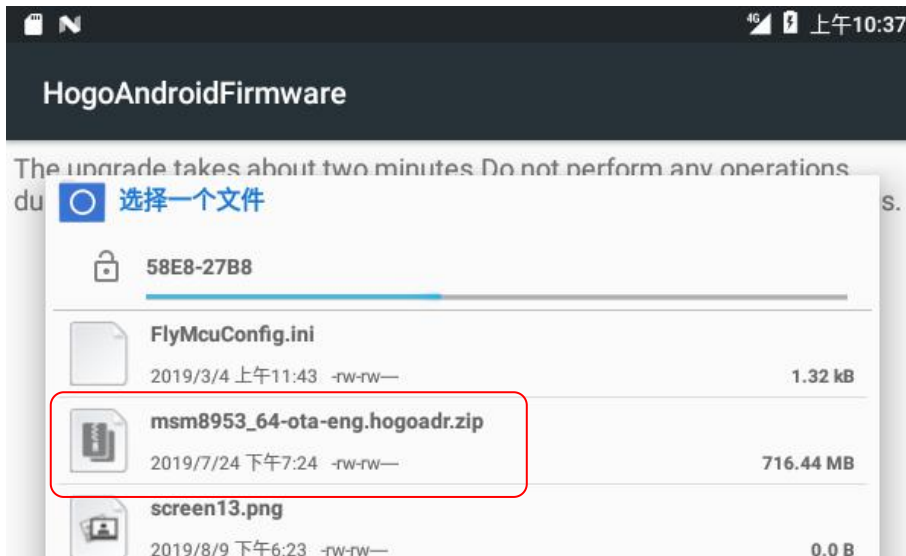 4G 上午10:37
HogoAndroidFirmware
The upgrade takes about two minutes Do not perform any operations
du s.
选择一个文件
58E8-27B8
FlyMcuConfig.ini
2019/3/4 上午11:43 -rw-rw— 1.32 kB
msm8953_64-ota-eng.hogoadr.zip
2019/7/24 下午7:24 -rw-rw— 716.44 MB
screen13.png
2019/8/9 下午6:23 -rw-rw— 0.0 B